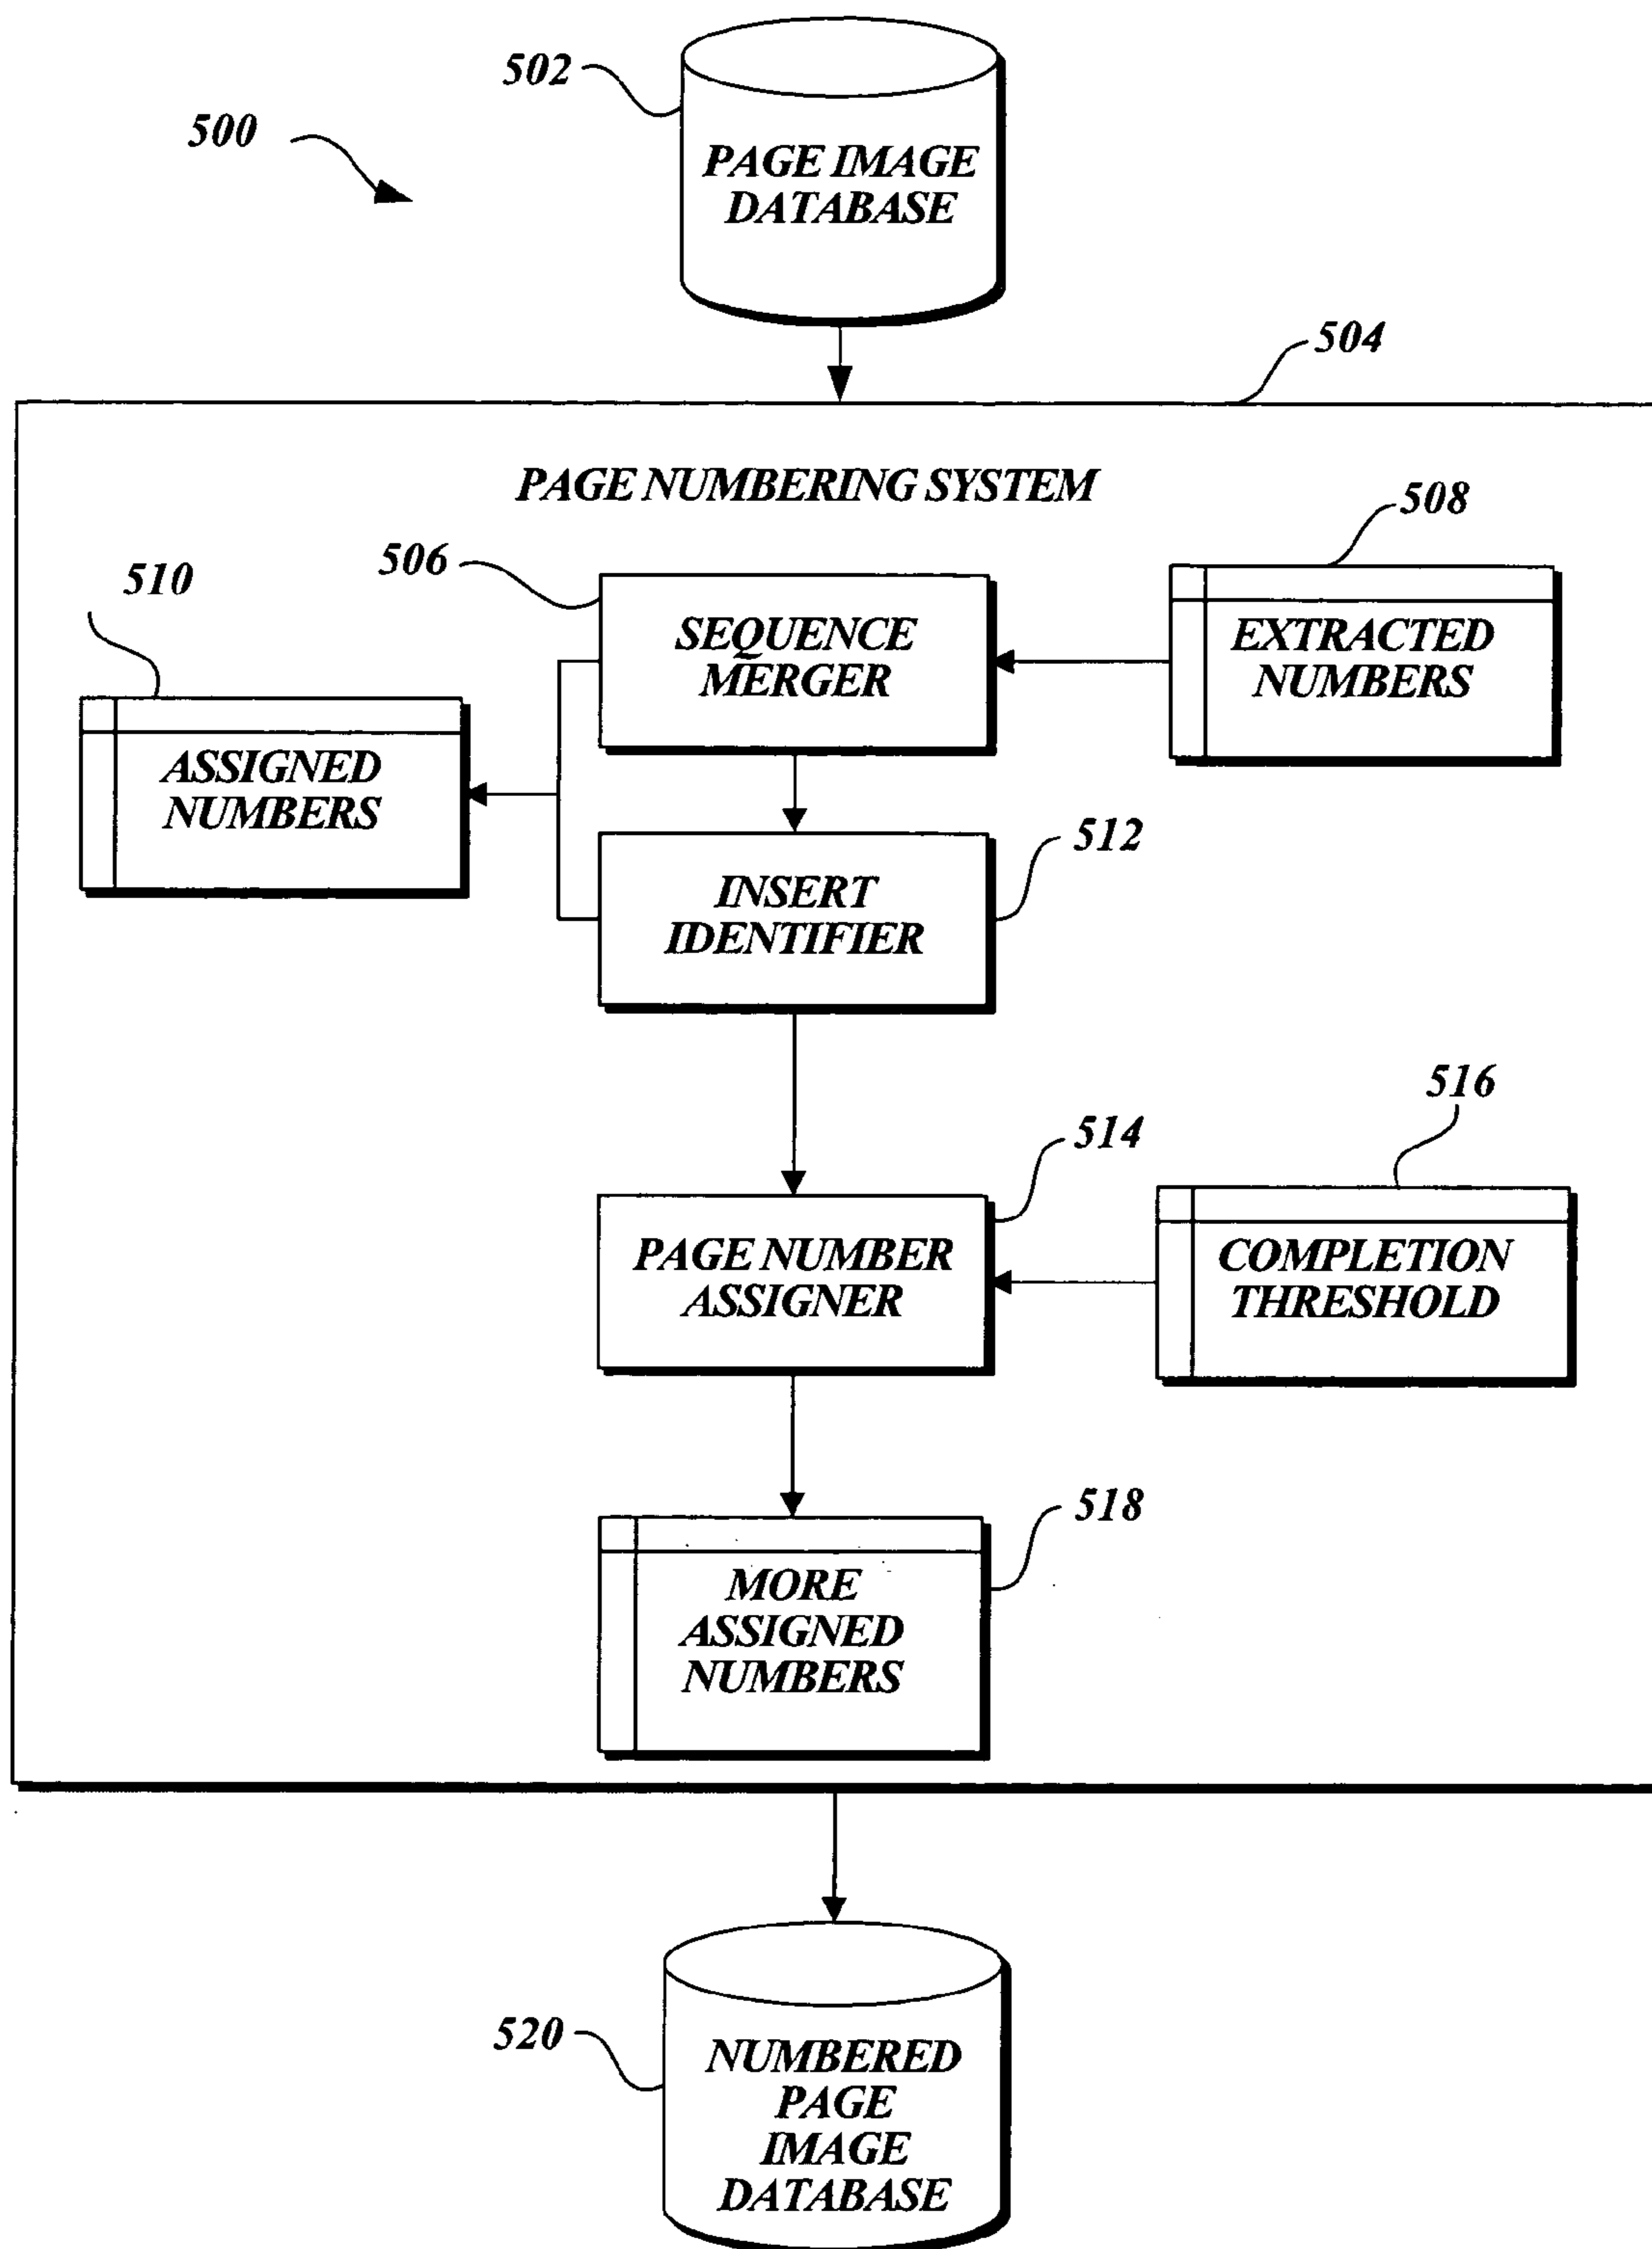 502
500
PAGE IMAGE
DATABASE
504
PAGE NUMBERING SYSTEM
508
506
510
SEQUENCE
MERGER
EXTRACTED
NUMBERS
ASSIGNED
NUMBERS
512
INSERT
IDENTIFIER
516
514
PAGE NUMBER
ASSIGNER
COMPLETION
THRESHOLD
518
MORE
ASSIGNED
NUMBERS
520
NUMBERED
PAGE
IMAGE
DATABASE